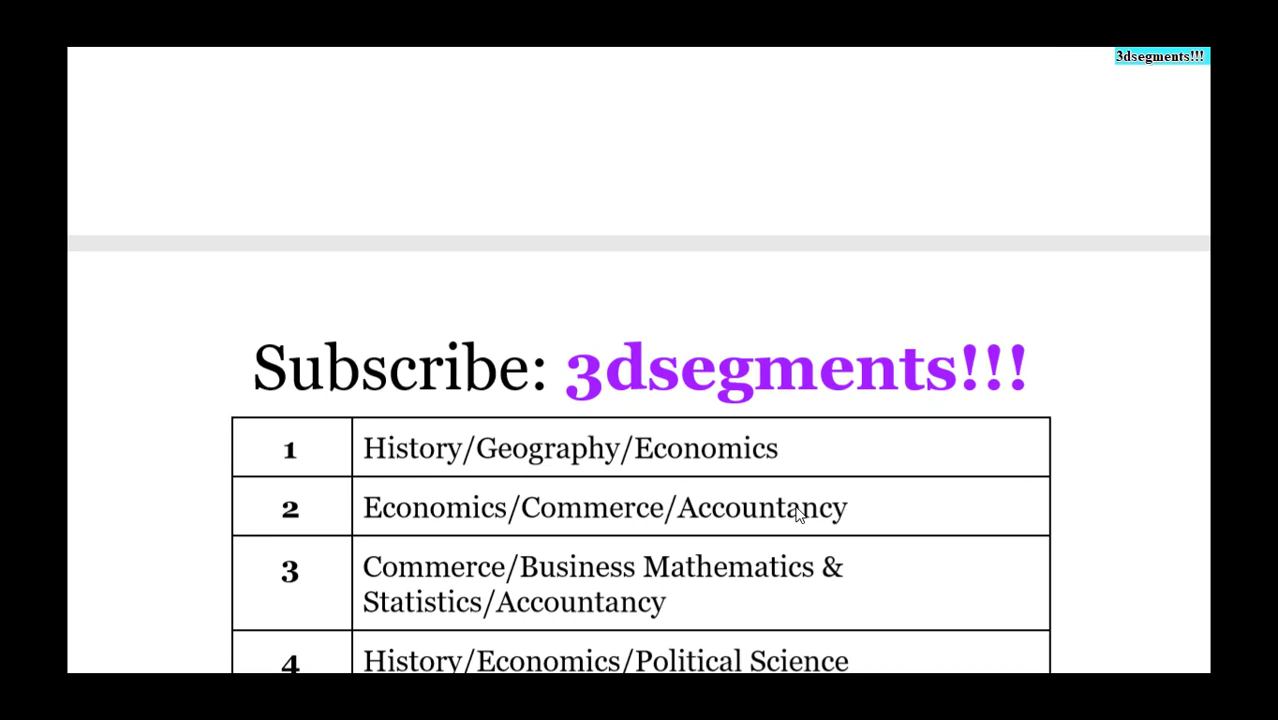 3dsegments!!!
Subscribe: 3dsegments!!!
1 History/Geography/Economics
2 Economics/Commerce/Accountancy
3 Commerce/Business Mathematics &
Statistics/Accountancy
4 History/Economics/Political Science